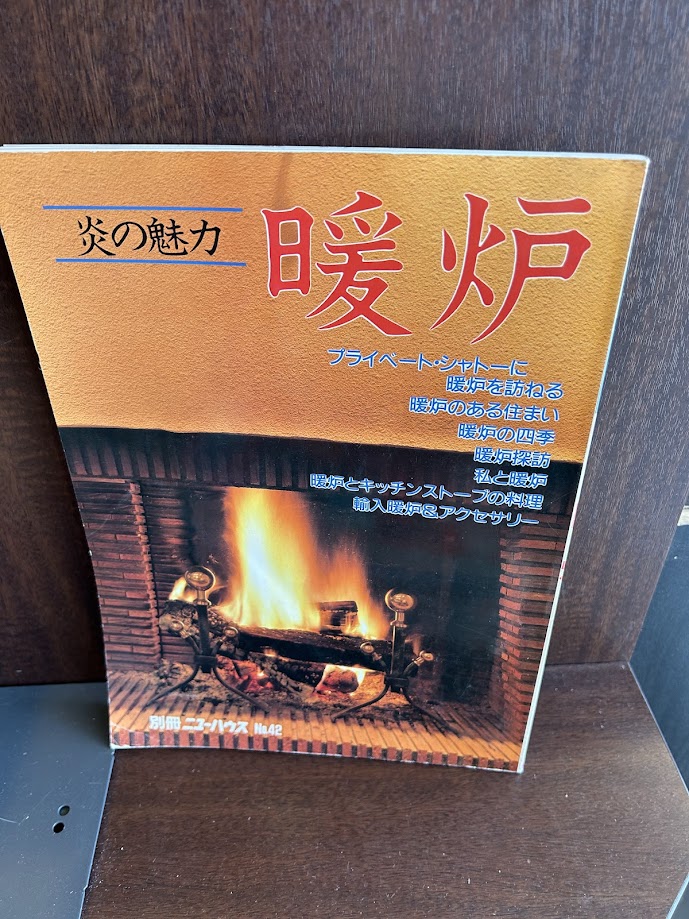 炎の魅力
暖炉
プライベート・シャトーに
暖炉を訪ねる
暖炉のある住まい
暖炉の四季
暖炉探訪
私と暖炉
暖炉とキッチンストーブの料理
輸入暖炉&アクセサリー
別冊ニューハウス No.42